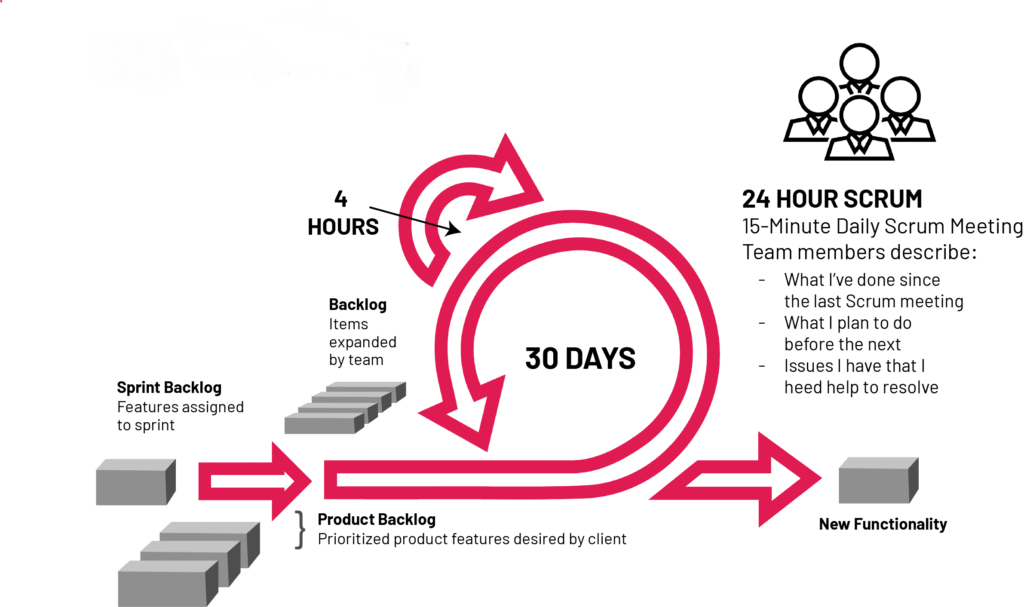 4
HOURS
Backlog
Items
expanded
by team
30 DAYS
Sprint Backlog
Features assigned
to sprint
Product Backlog
Prioritized product features desired by client
24 HOUR SCRUM
15-Minute Daily Scrum Meeting
Team members describe:
- What I've done since
the last Scrum meeting
- What I plan to do
before the next
- Issues I have that I
heed help to resolve
New Functionality